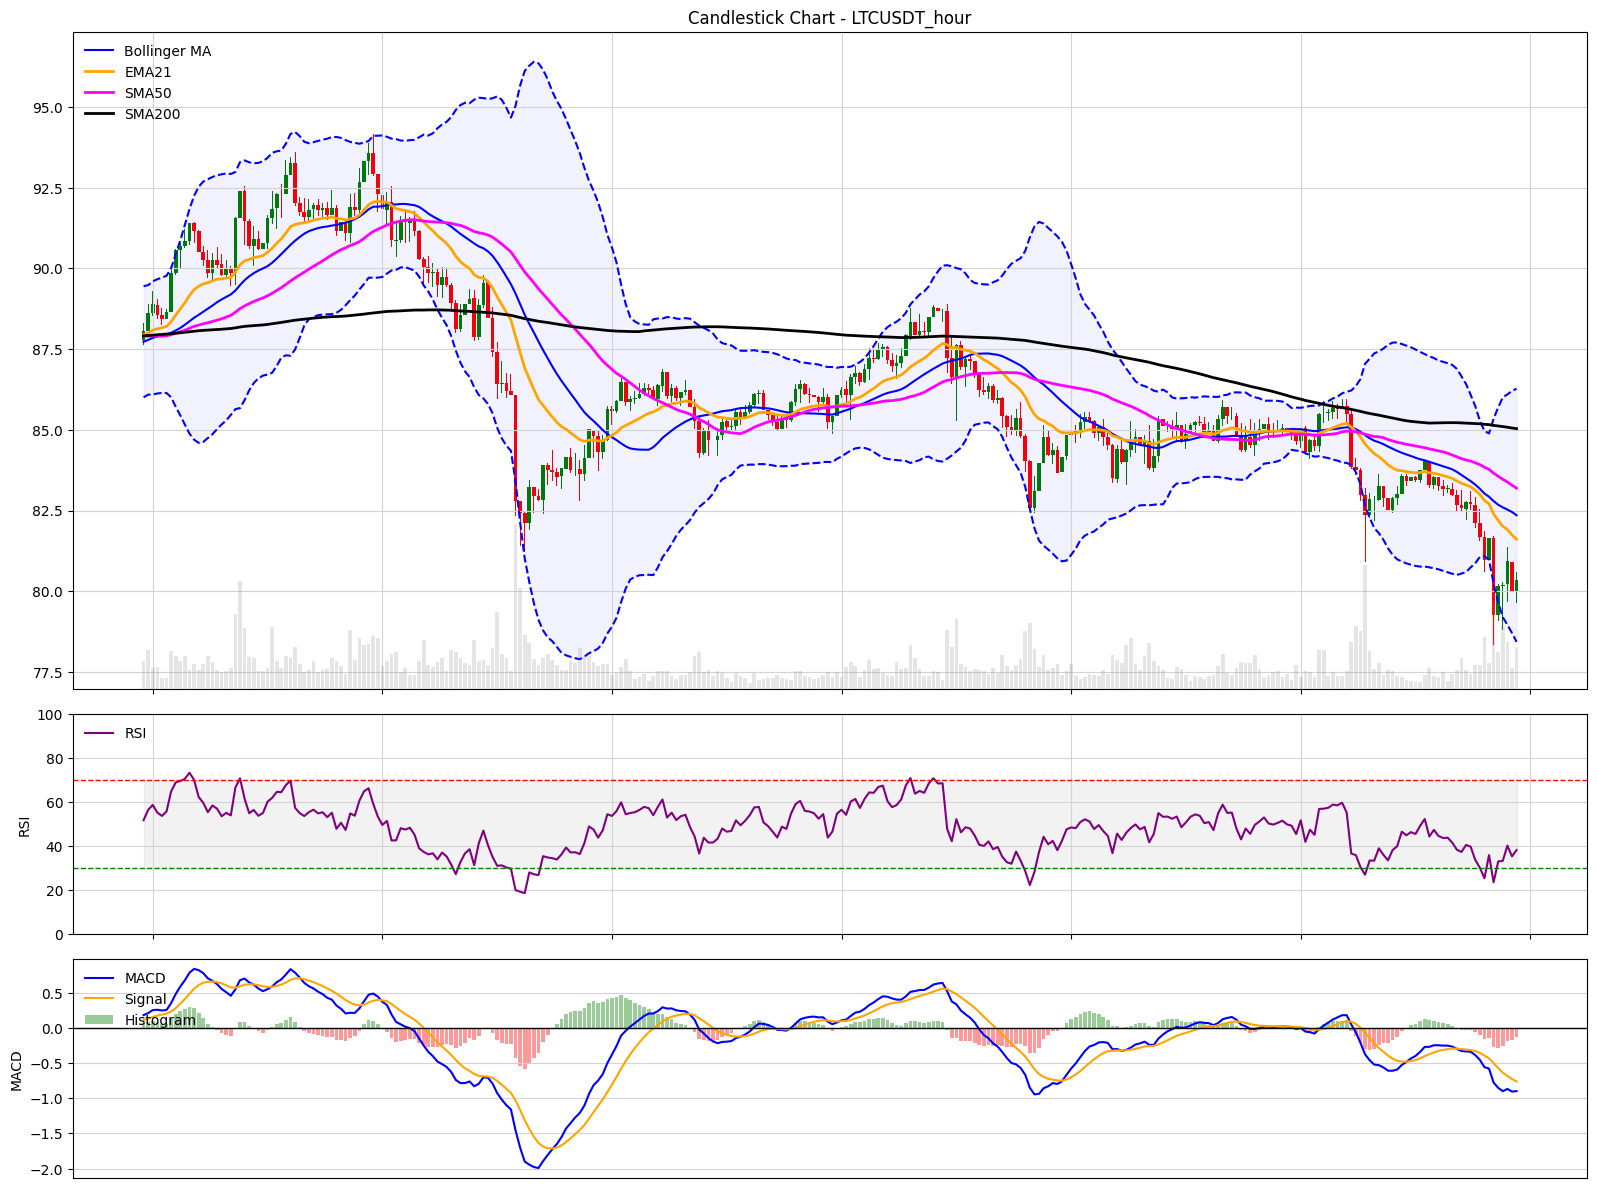 Candlestick Chart - LTCUSDT_hour
Bollinger MA
EMA21
SMA50
SMA200
95.0
92.5
90.0
87.5
85.0
82.5
80.0
77.5
100
80
60
40
20
0
RSI
RSI
0.5
0.0
−0.5
−1.0
−1.5
−2.0
MACD
MACD
Signal
Histogram